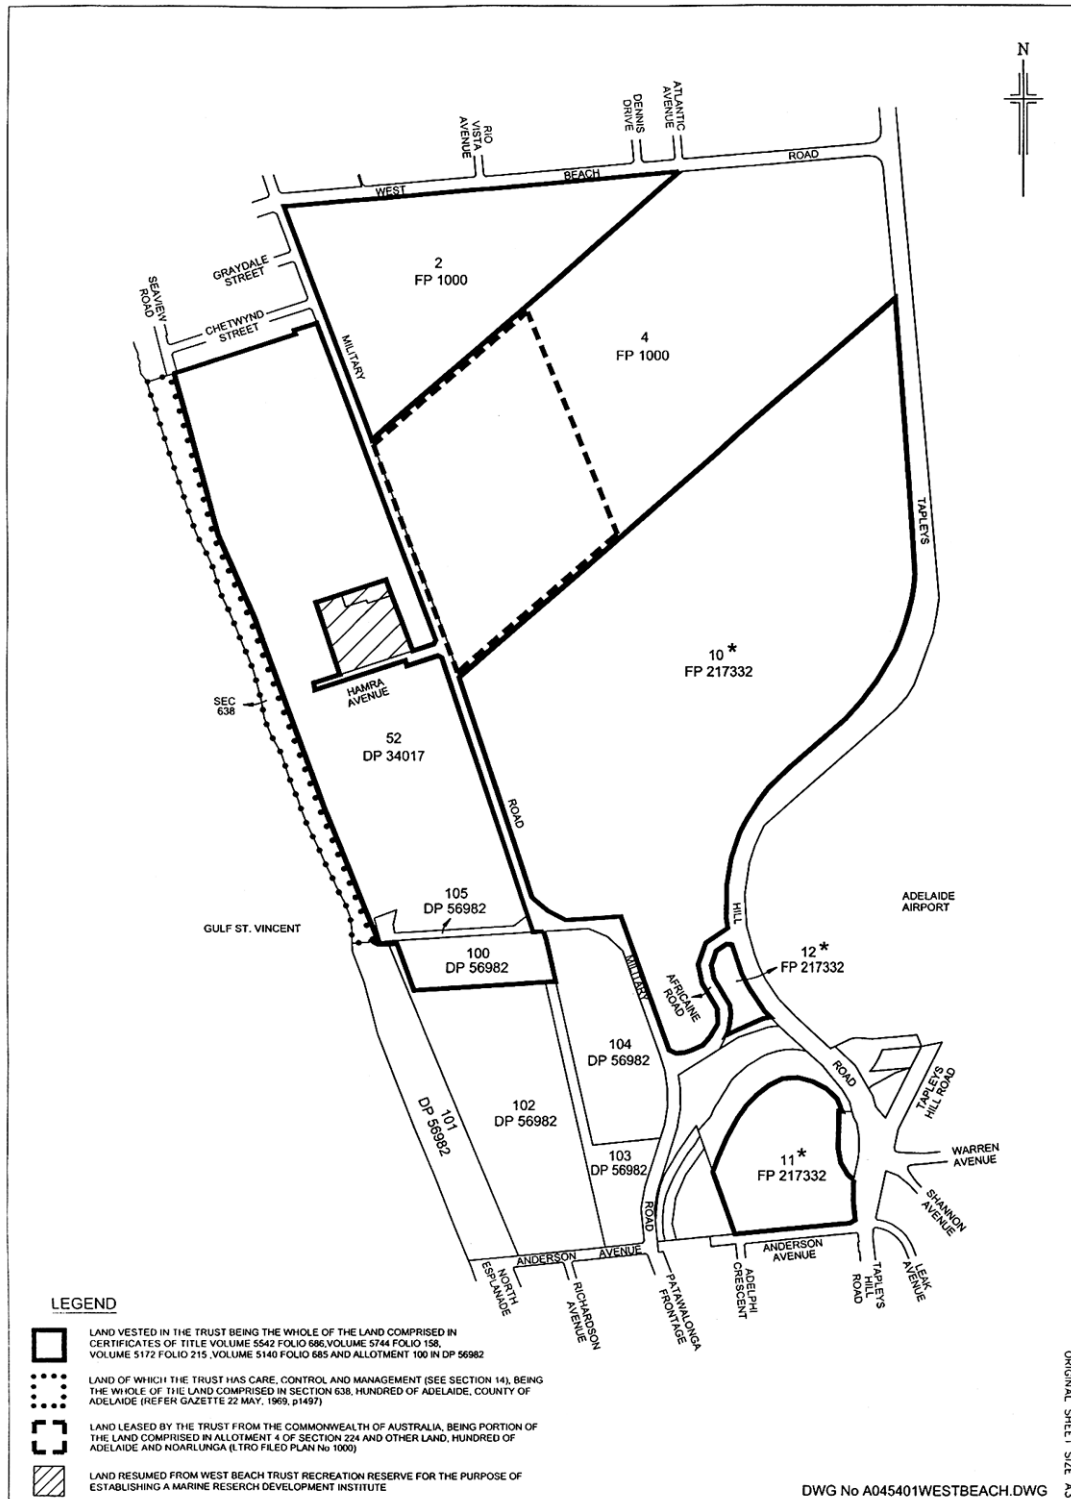 N
RIO
VISTA
AVENUE
DENNIS
DRIVE
ATLANTIC
AVENUE
WEST
BEACH
ROAD
GRAYDALE
STREET
SEAVIEW
ROAD
CHETWYND
STREET
MILITARY
2
FP 1000
4
FP 1000
TAPLEYS
10*
FP 217332
SEC
638
HAMRA
AVENUE
52
DP 34017
ROAD
105
DP 56982
GULF ST. VINCENT
100
DP 56982
HILL
ADELAIDE
AIRPORT
12*
FP 217332
MILITARY
AFRICAINE
ROAD
104
DP 56982
ROAD
TAPLEYS
HILL ROAD
101
DP 56982
102
DP 56982
103
DP 56982
11*
FP 217332
WARREN
AVENUE
SHANNON
AVENUE
ROAD
ANDERSON
AVENUE
ANDERSON
AVENUE
NORTH
ESPLANADE
RICHARDSON
AVENUE
PATAWALONGA
FRONTAGE
ADELPHI
CRESCENT
TAPLEYS
HILL
ROAD
LEAK
AVENUE
LEGEND
LAND VESTED IN THE TRUST BEING THE WHOLE OF THE LAND COMPRISED IN
CERTIFICATES OF TITLE VOLUME 5542 FOLIO 686,VOLUME 5744 FOLIO 158,
VOLUME 5172 FOLIO 215 ,VOLUME 5140 FOLIO 685 AND ALLOTMENT 100 IN DP 56982
LAND OF WHICH THE TRUST HAS CARE, CONTROL AND MANAGEMENT (SEE SECTION 14), BEING
THE WHOLE OF THE LAND COMPRISED IN SECTION 638, HUNDRED OF ADELAIDE, COUNTY OF
ADELAIDE (REFER GAZETTE 22 MAY, 1969, p1497)
LAND LEASED BY THE TRUST FROM THE COMMONWEALTH OF AUSTRALIA, BEING PORTION OF
THE LAND COMPRISED IN ALLOTMENT 4 OF SECTION 224 AND OTHER LAND, HUNDRED OF
ADELAIDE AND NOARLUNGA (LTRO FILED PLAN No 1000)
LAND RESUMED FROM WEST BEACH TRUST RECREATION RESERVE FOR THE PURPOSE OF
ESTABLISHING A MARINE RESERCH DEVELOPMENT INSTITUTE
DWG No A045401WESTBEACH.DWG
ORIGINAL SHEET SIZE A3